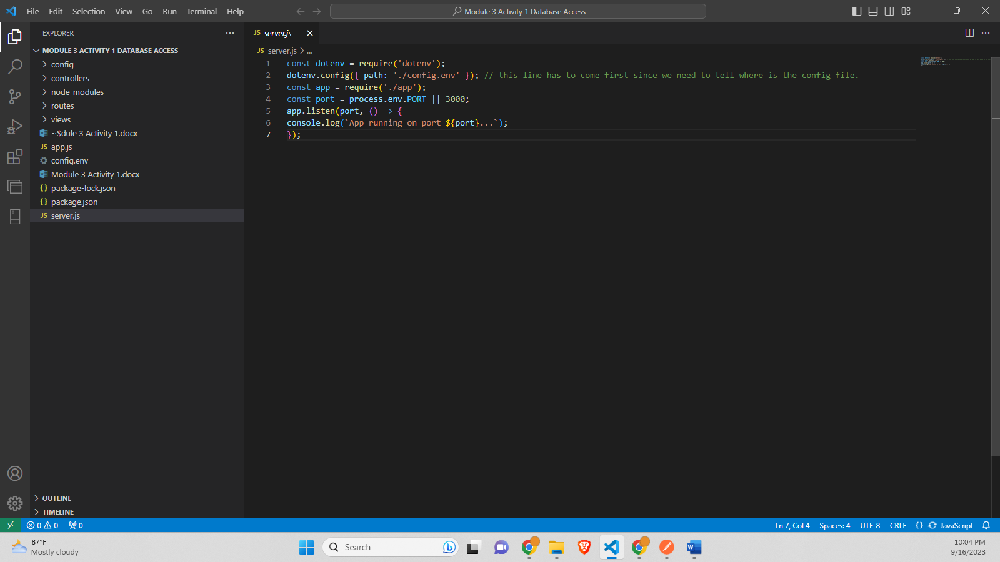 File Edit Selection View Go Run Terminal Help
Module 3 Activity 1 Database Access
EXPLORER
MODULE 3 ACTIVITY 1 DATABASE ACCESS
config
controllers
node_modules
routes
views
~$dule 3 Activity 1.docx
JS app.js
config.env
Module 3 Activity 1.docx
{} package-lock.json
{} package.json
JS server.js
OUTLINE
TIMELINE
JS server.js
JS server.js > ...
1 const dotenv = require('dotenv');
2 dotenv.config({ path: './config.env' }); // this line has to come first since we need to tell where is the config file.
3 const app = require('./app');
4 const port = process.env.PORT || 3000;
5 app.listen(port, () => {
6 console.log(`App running on port ${port}...`);
7 });
0 0 0
Ln 7, Col 4 Spaces: 4 UTF-8 CRLF {} JavaScript
87°F
Mostly cloudy
Search
10:04 PM
9/16/2023